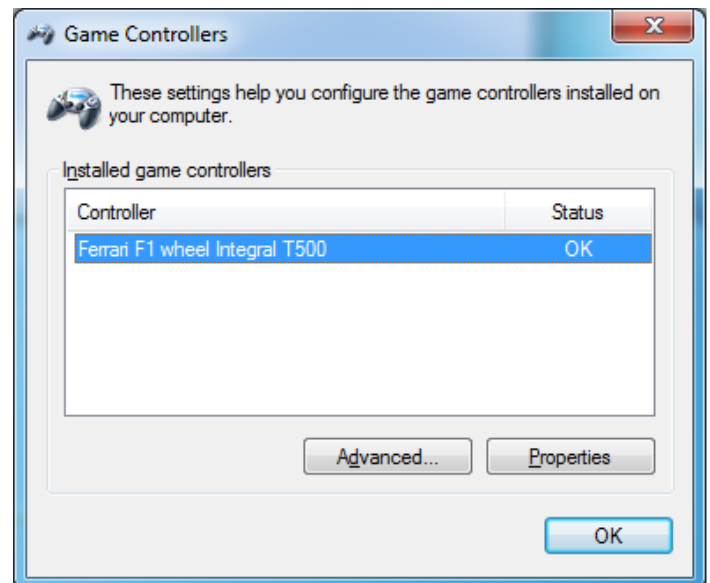 Game Controllers
These settings help you configure the game controllers installed on
your computer.
Installed game controllers
Controller Status
Ferrari F1 wheel Integral T500 OK
Advanced... Properties
OK